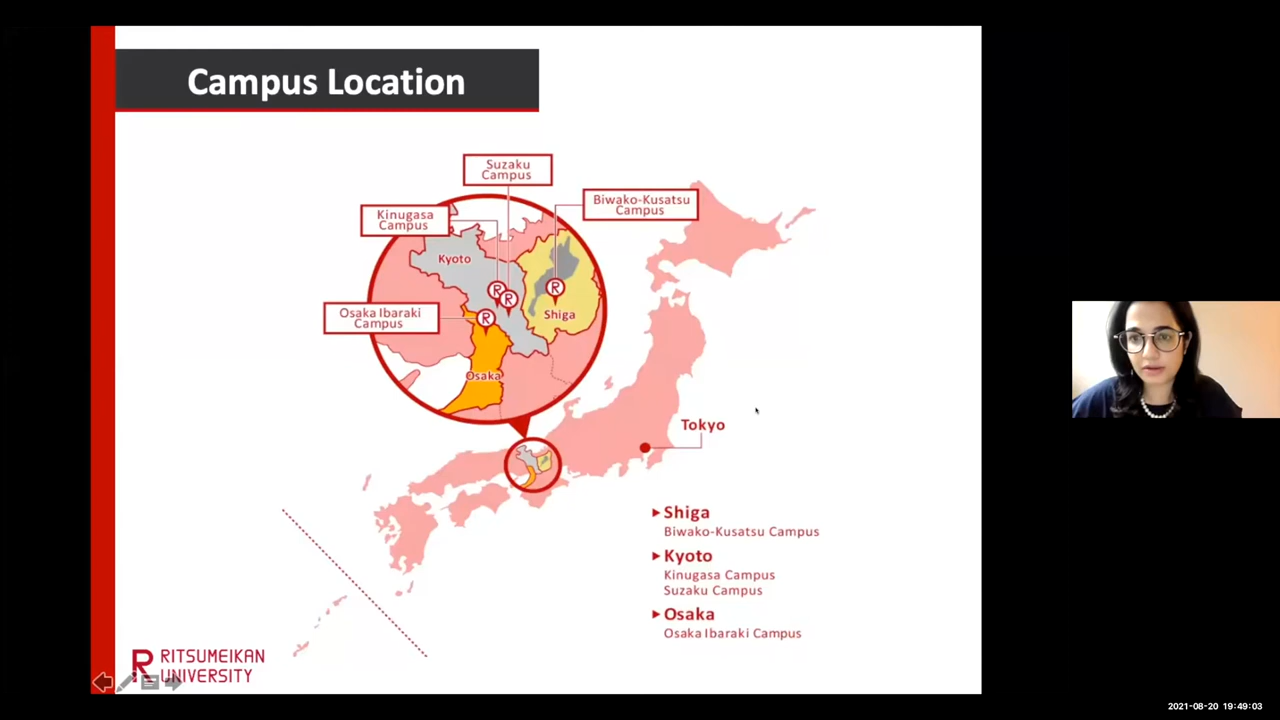 Campus Location
Suzaku
Campus
Biwako-Kusatsu
Campus
Kinugasa
Campus
Kyoto
R
R
R
R
Osaka Ibaraki
Campus
Shiga
Osaka
Tokyo
Shiga
Biwako-Kusatsu Campus
Kyoto
Kinugasa Campus
Suzaku Campus
Osaka
Osaka Ibaraki Campus
R RITSUMEIKAN
UNIVERSITY
2021-08-20 19:49:03